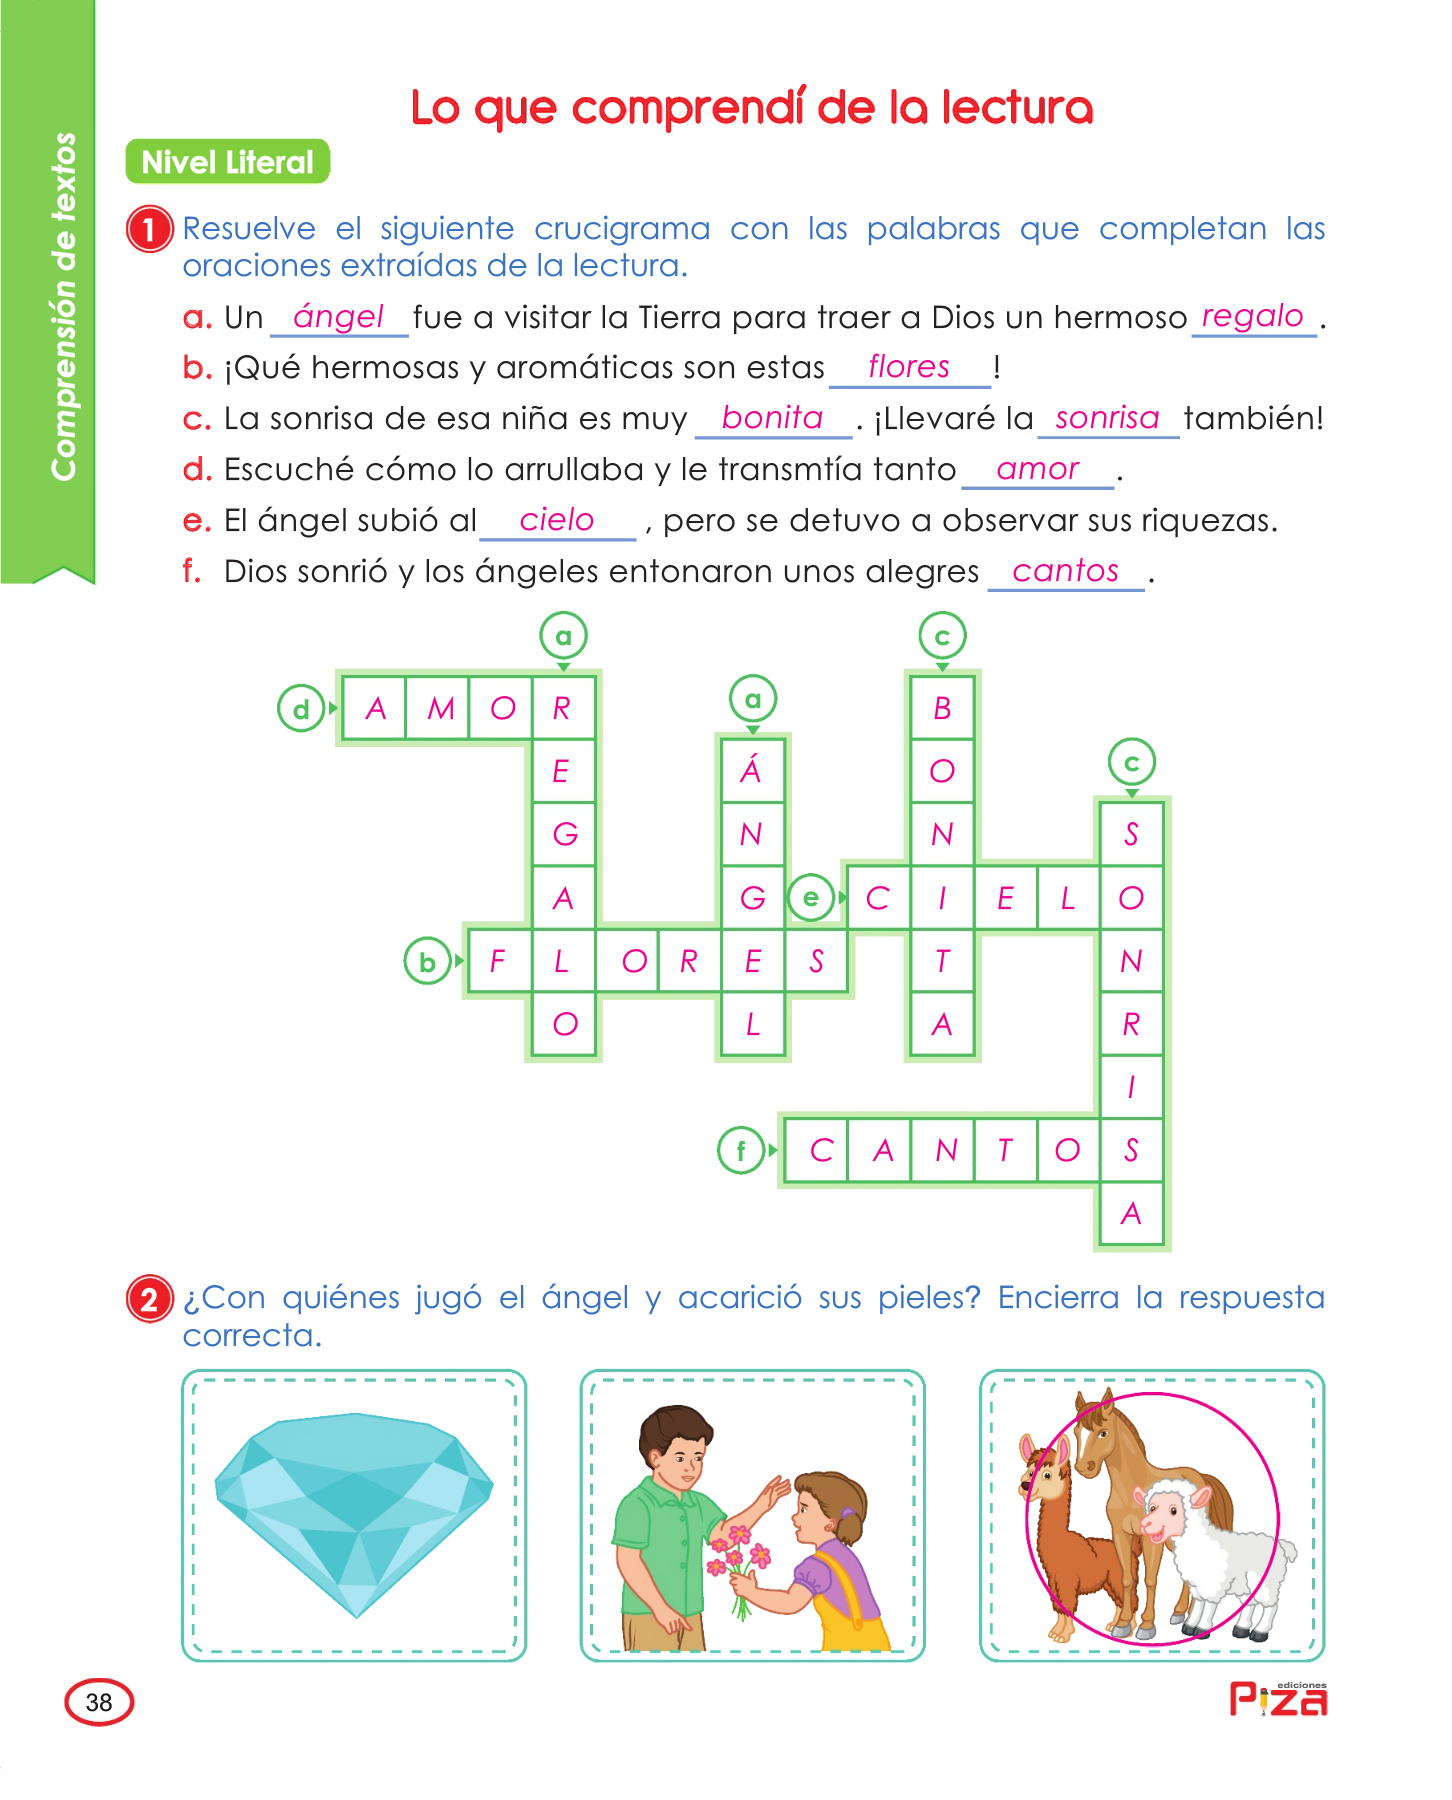 Comprensión de textos
Lo que comprendí de la lectura
Nivel Literal
1 Resuelve el siguiente crucigrama con las palabras que completan las
oraciones extraídas de la lectura.
a. Un ángel fue a visitar la Tierra para traer a Dios un hermoso regalo.
b. ¡Qué hermosas y aromáticas son estas flores!
c. La sonrisa de esa niña es muy bonita. ¡Llevaré la sonrisa también!
d. Escuché cómo lo arrullaba y le transmtía tanto amor.
e. El ángel subió al cielo, pero se detuvo a observar sus riquezas.
f. Dios sonrió y los ángeles entonaron unos alegres cantos.
a c
d A M O R a B
E Á O c
G N N S
A G e C I E L O
b F L O R E S T N
O L A R
I
f C A N T O S
A
2 ¿Con quiénes jugó el ángel y acarició sus pieles? Encierra la respuesta
correcta.
38
ediciones
Piza